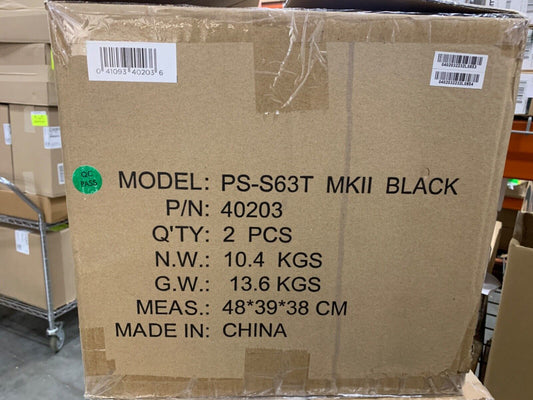 0 41093 40203 6
QC
PASS
MODEL: PS-S63T MKII BLACK
P/N: 40203
Q'TY: 2 PCS
N.W.: 10.4 KGS
G.W.: 13.6 KGS
MEAS.: 48*39*38 CM
MADE IN: CHINA